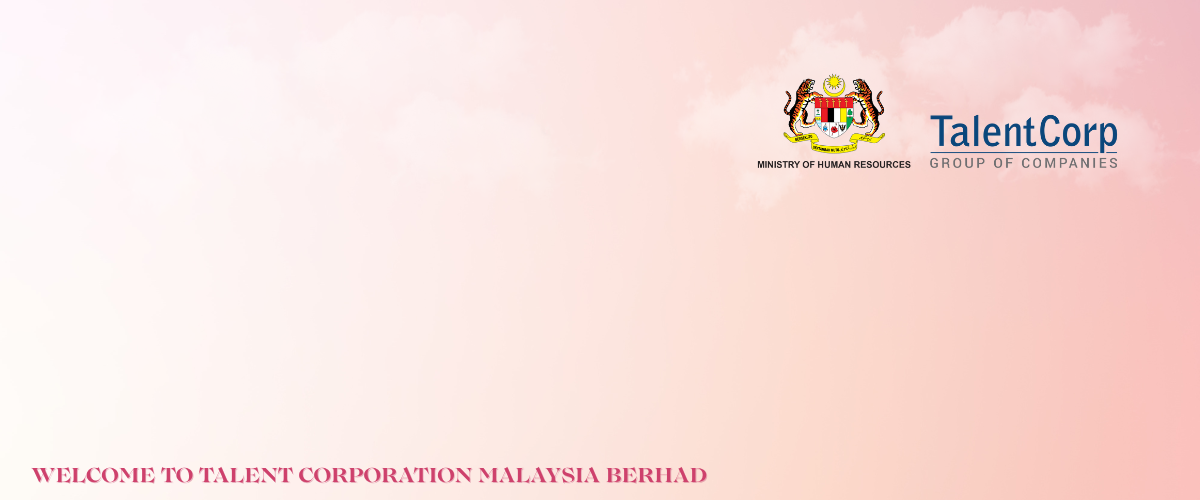 MINISTRY OF HUMAN RESOURCES
TalentCorp
GROUP OF COMPANIES
WELCOME TO TALENT CORPORATION MALAYSIA BERHAD